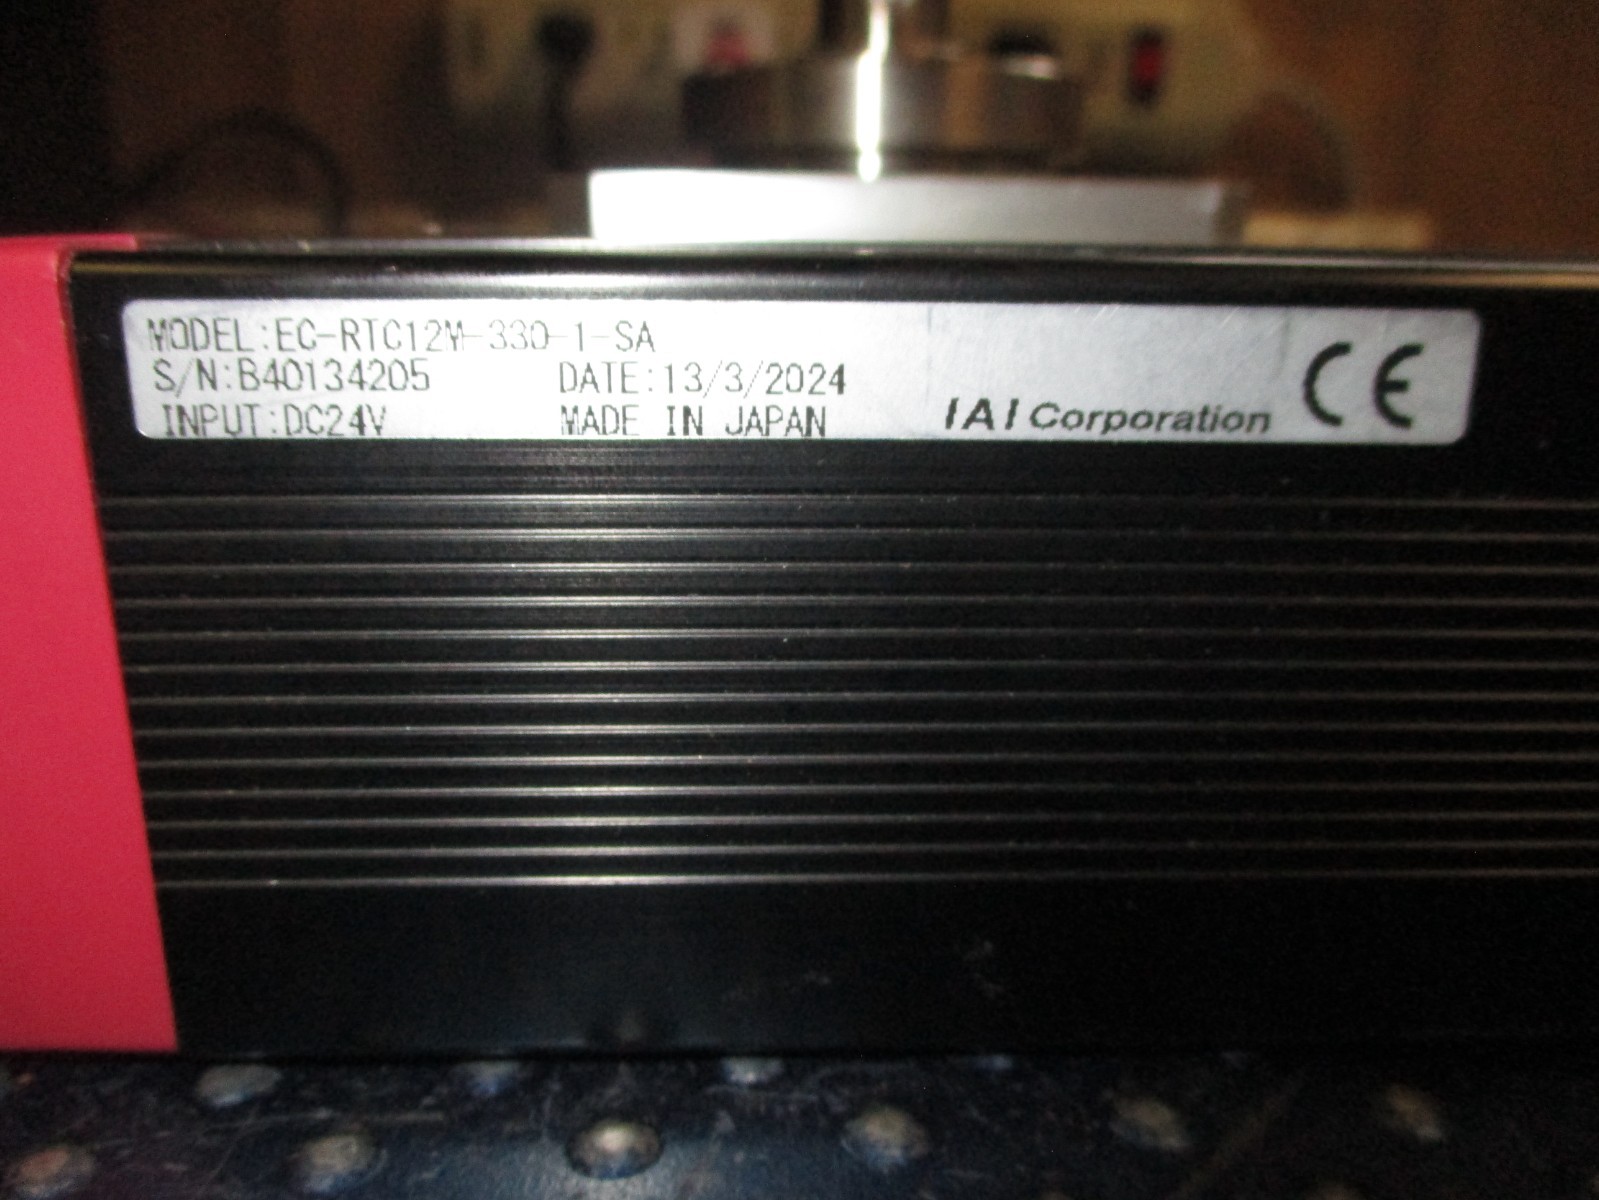 MODEL:EC-RTC12M-330-1-SA
S/N:B40134205 DATE:13/3/2024
INPUT:DC24V MADE IN JAPAN
IAI Corporation CE